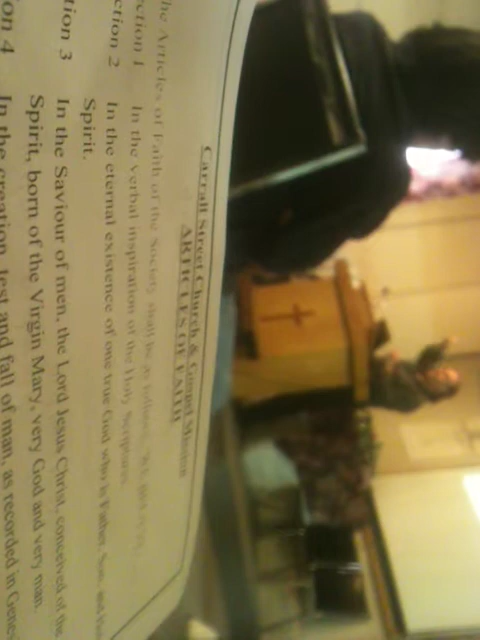 Carrall Street Church & Gospel Mission
ARTICLES OF FAITH
The Articles of Faith of the Society shall be as follows:
ction 1 In the verbal inspiration of the Holy Scriptures.
ction 2 In the eternal existence of one true God who is Father, Son, and
Spirit.
tion 3 In the Saviour of men, the Lord Jesus Christ, conceived of the
Spirit, born of the Virgin Mary, very God and very man.
on 4 In the creation, test and fall of man, as recorded in